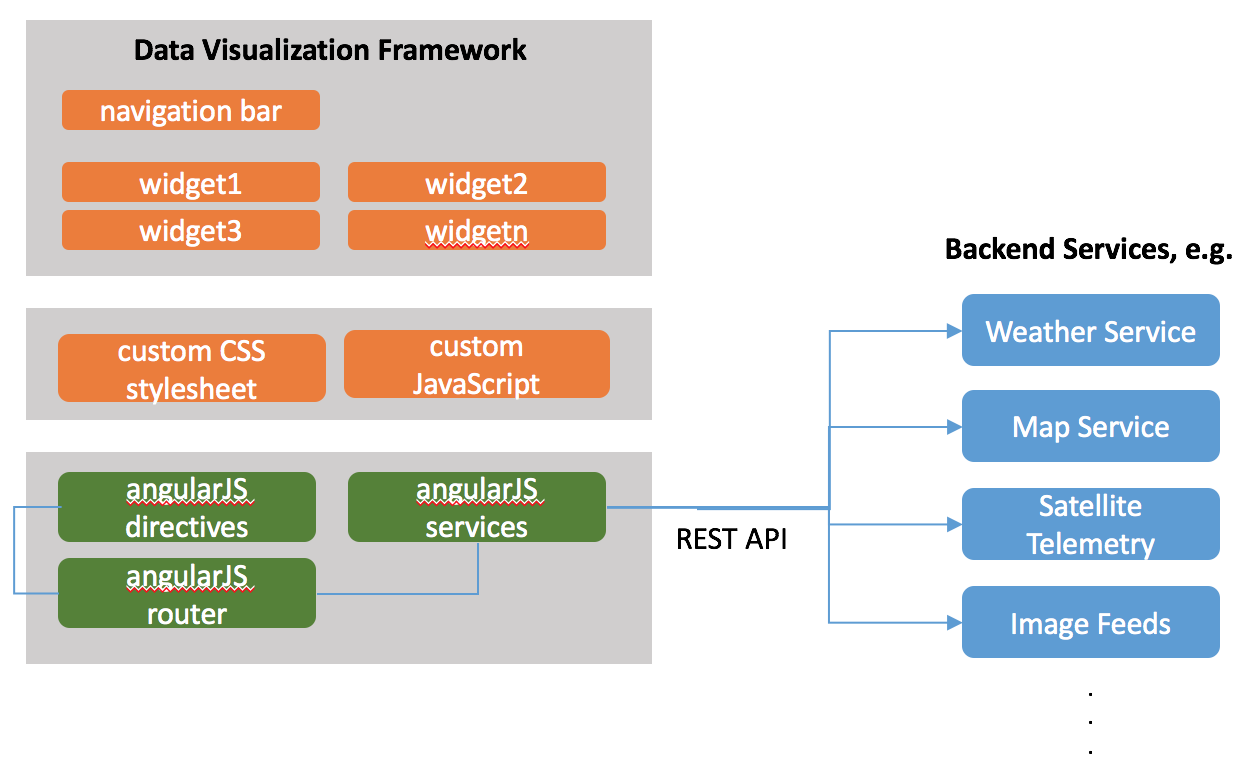 Data Visualization Framework
navigation bar
widget1
widget2
widget3
widgetn
custom CSS
stylesheet
custom
JavaScript
angularJS
directives
angularJS
services
angularJS
router
REST API
Backend Services, e.g.
Weather Service
Map Service
Satellite
Telemetry
Image Feeds
.
.
.